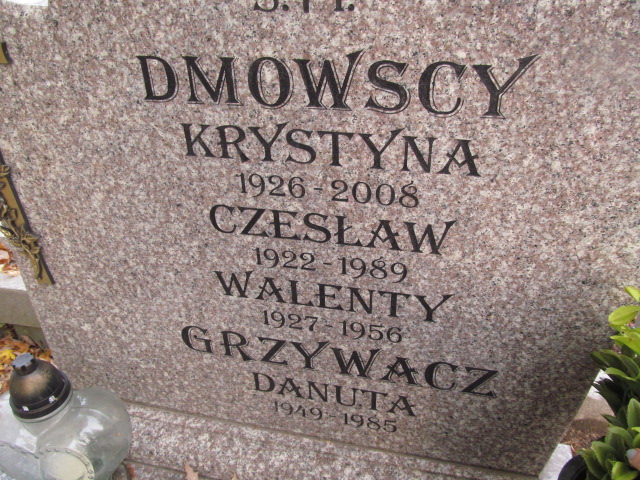 DMOWSCY
KRYSTYNA
1926 - 2008
CZESŁAW
1922 - 1989
WALENTY
1927 - 1956
GRZYWACZ
DANUTA
1949 - 1985